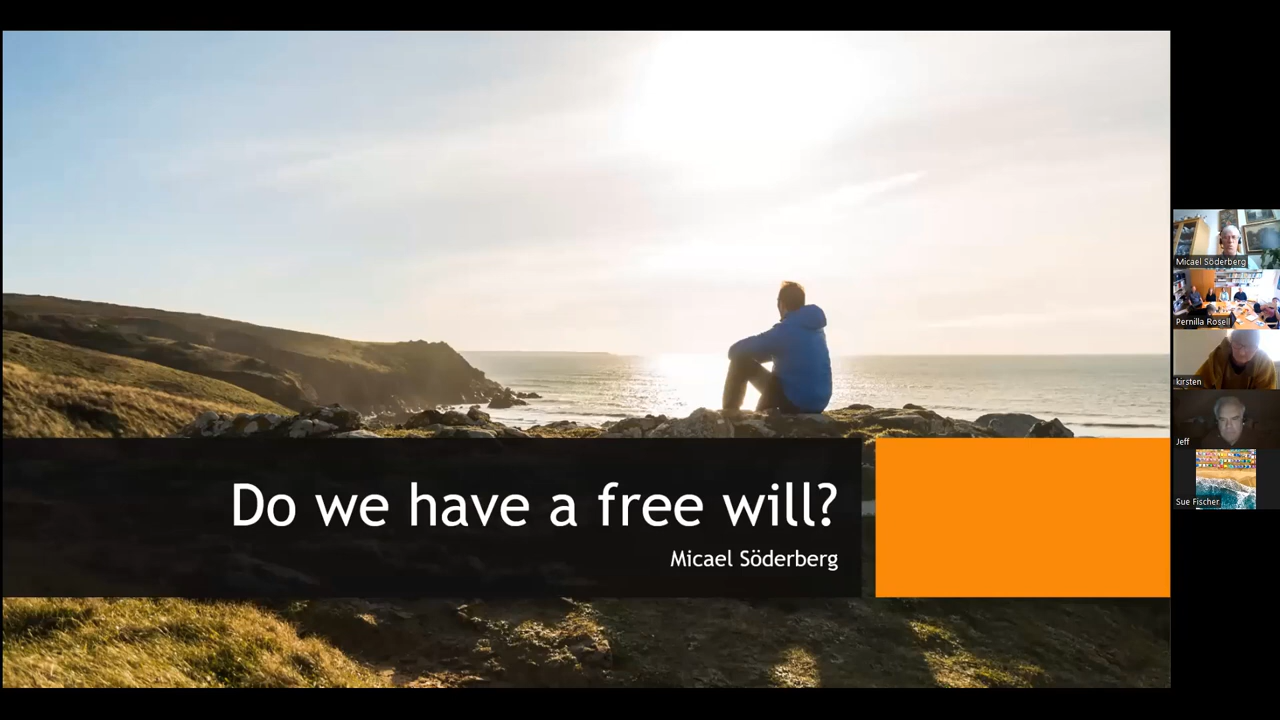 Do we have a free will?
Micael Söderberg
Micael Söderberg
Pernilla Rosell
kirsten
Jeff
Sue Fischer